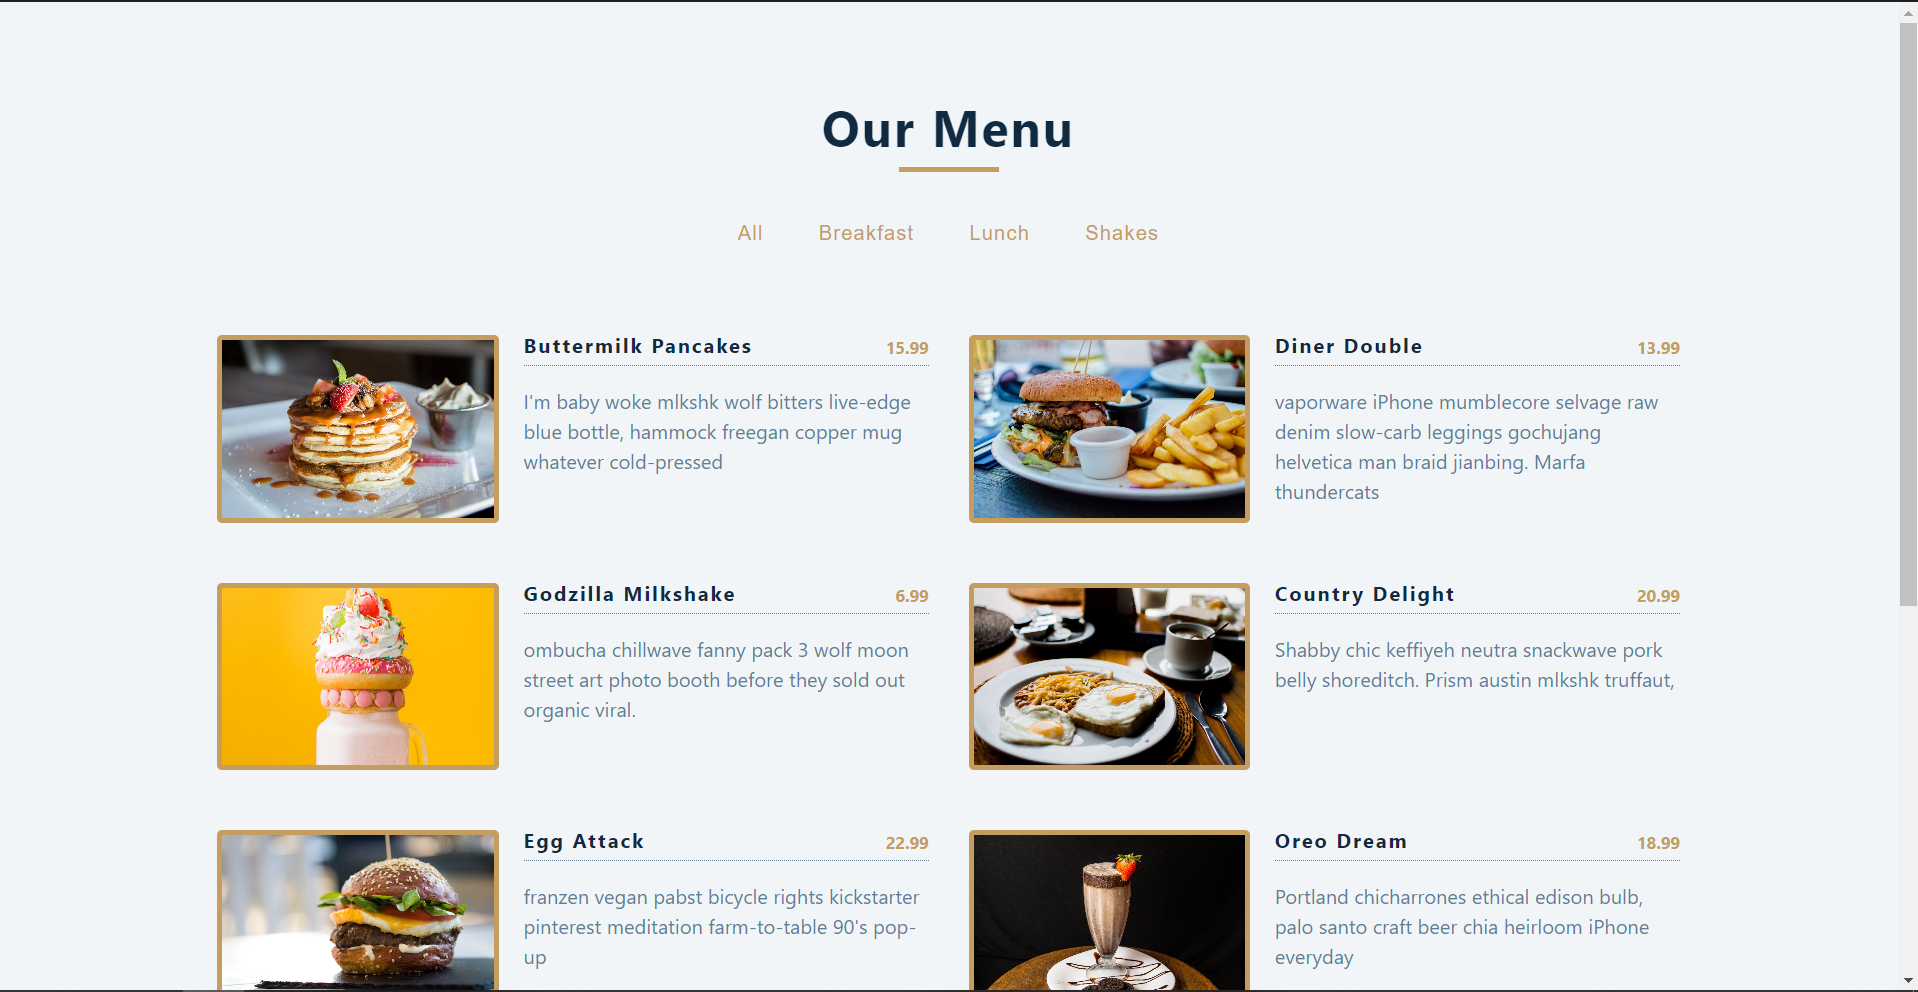 Our Menu
All Breakfast Lunch Shakes
Buttermilk Pancakes 15.99
I'm baby woke mlkshk wolf bitters live-edge
blue bottle, hammock freegan copper mug
whatever cold-pressed
Diner Double 13.99
vaporware iPhone mumblecore selvage raw
denim slow-carb leggings gochujang
helvetica man braid jianbing. Marfa
thundercats
Godzilla Milkshake 6.99
ombucha chillwave fanny pack 3 wolf moon
street art photo booth before they sold out
organic viral.
Country Delight 20.99
Shabby chic keffiyeh neutra snackwave pork
belly shoreditch. Prism austin mlkshk truffaut,
Egg Attack 22.99
franzen vegan pabst bicycle rights kickstarter
pinterest meditation farm-to-table 90's pop-
up
Oreo Dream 18.99
Portland chicharrones ethical edison bulb,
palo santo craft beer chia heirloom iPhone
everyday